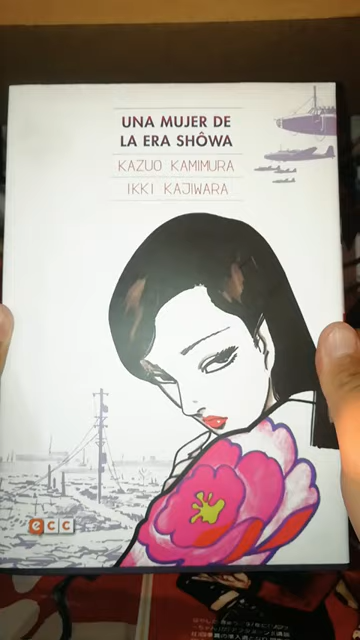 UNA MUJER DE
LA ERA SHÔWA
KAZUO KAMIMURA
IKKI KAJIWARA
ecc